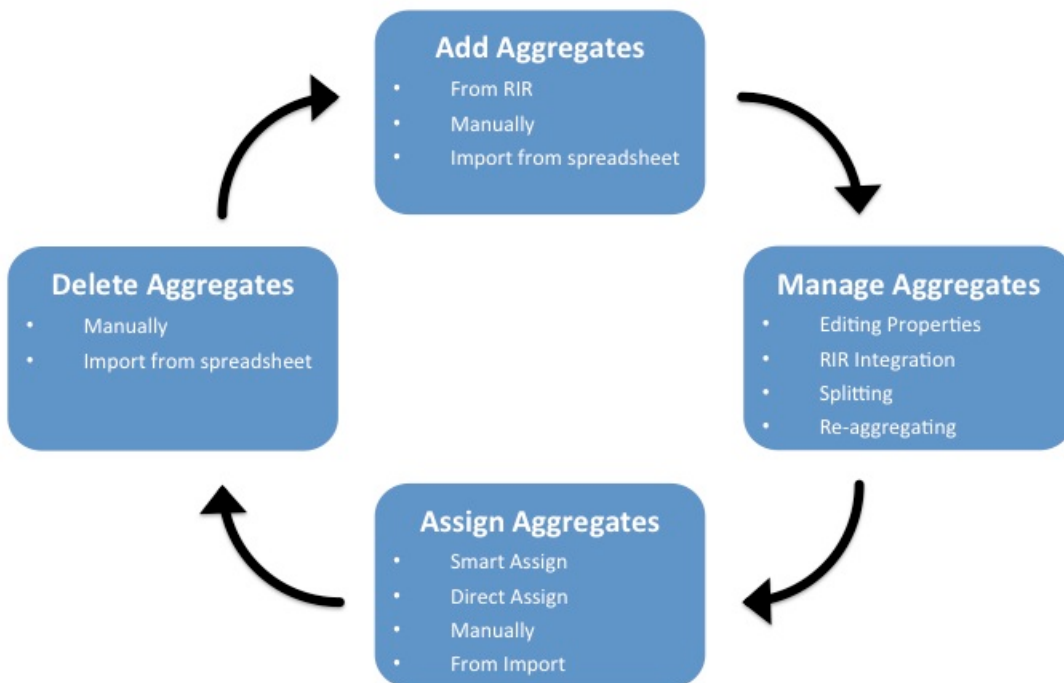 Add Aggregates
• From RIR
• Manually
• Import from spreadsheet
Manage Aggregates
• Editing Properties
• RIR Integration
• Splitting
• Re-aggregating
Assign Aggregates
• Smart Assign
• Direct Assign
• Manually
• From Import
Delete Aggregates
• Manually
• Import from spreadsheet